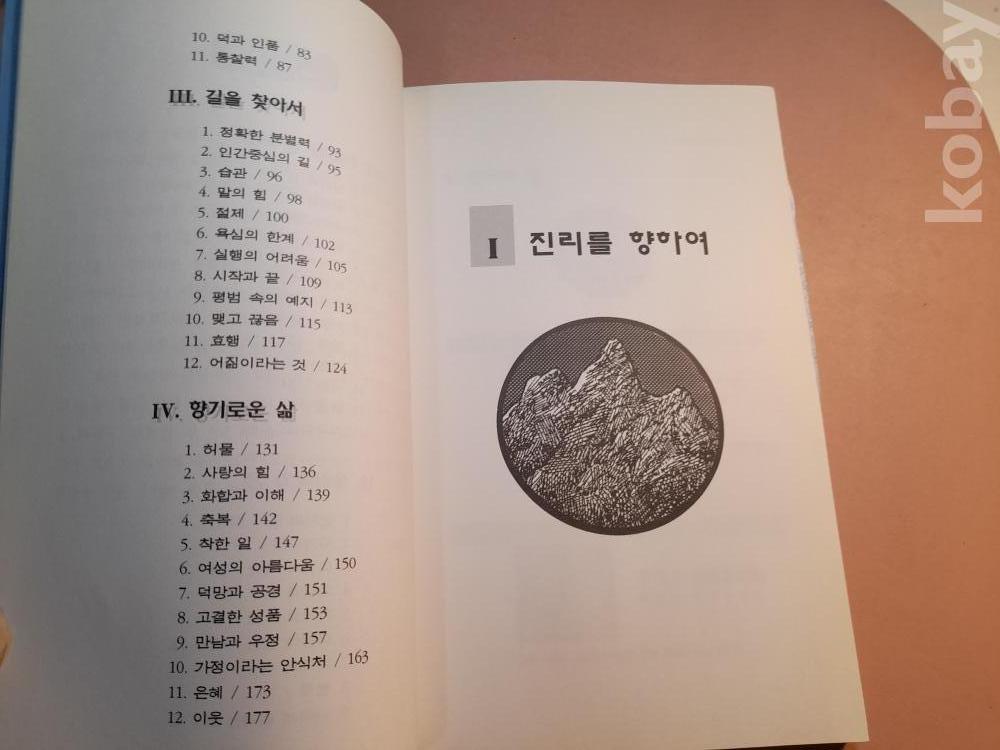 10. 덕과 인품 / 83
11. 통찰력 / 87
III. 길을 찾아서
1. 정확한 분별력 / 93
2. 인간중심의 길 / 95
3. 습관 / 96
4. 말의 힘 / 98
5. 절제 / 100
6. 욕심의 한계 / 102
7. 실행의 어려움 / 105
8. 시작과 끝 / 109
9. 평범 속의 예지 / 113
10. 맺고 끊음 / 115
11. 효행 / 117
12. 어짊이라는 것 / 124
IV. 향기로운 삶
1. 허물 / 131
2. 사랑의 힘 / 136
3. 화합과 이해 / 139
4. 축복 / 142
5. 착한 일 / 147
6. 여성의 아름다움 / 150
7. 덕망과 공경 / 151
8. 고결한 성품 / 153
9. 만남과 우정 / 157
10. 가정이라는 안식처 / 163
11. 은혜 / 173
12. 이웃 / 177
I 진리를 향하여
kobay